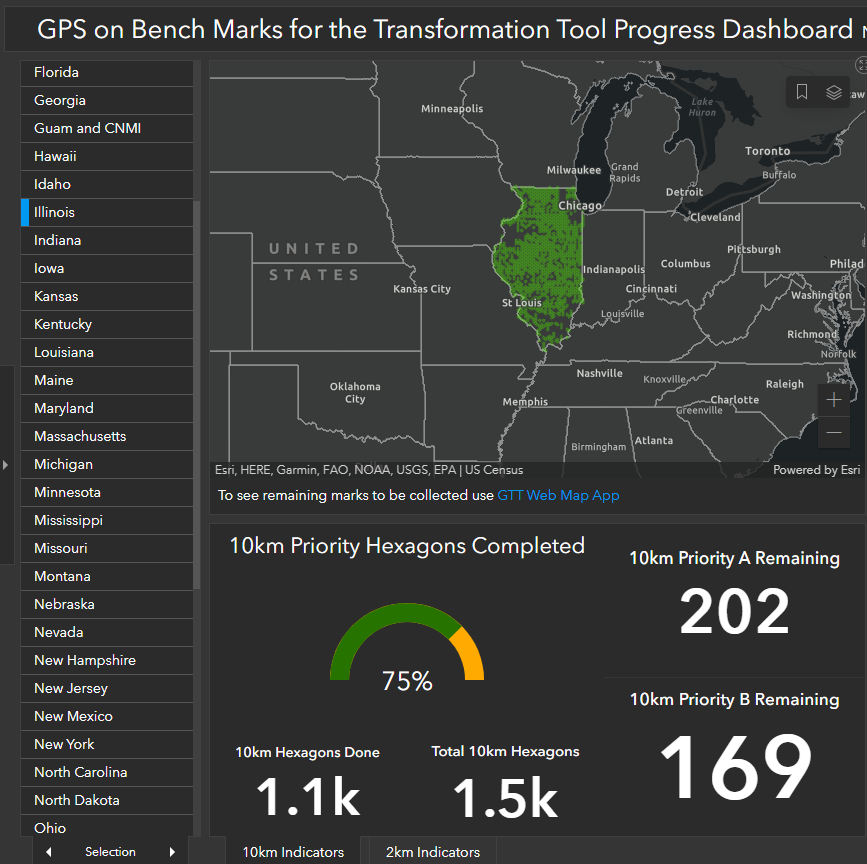 GPS on Bench Marks for the Transformation Tool Progress Dashboard
Florida
Georgia
Guam and CNMI
Hawaii
Idaho
Illinois
Indiana
Iowa
Kansas
Kentucky
Louisiana
Maine
Maryland
Massachusetts
Michigan
Minnesota
Mississippi
Missouri
Montana
Nebraska
Nevada
New Hampshire
New Jersey
New Mexico
New York
North Carolina
North Dakota
Ohio
Selection
Minneapolis
Lake
Huron
Toronto
Milwaukee
Grand
Rapids
Buffalo
Detroit
Chicago
Cleveland
UNITED
STATES
Pittsburgh
Columbus
Philad
Indianapolis
Kansas City
Cincinnati
Washington
St Louis
Louisville
Richmond
Norfolk
Nashville
Knoxville
Raleigh
Oklahoma
City
Memphis
Charlotte
Greenville
Birmingham
Atlanta
Esri, HERE, Garmin, FAO, NOAA, USGS, EPA | US Census
Powered by Esri
To see remaining marks to be collected use GTT Web Map App
10km Priority Hexagons Completed
75%
10km Hexagons Done
1.1k
Total 10km Hexagons
1.5k
10km Priority A Remaining
202
10km Priority B Remaining
169
10km Indicators
2km Indicators